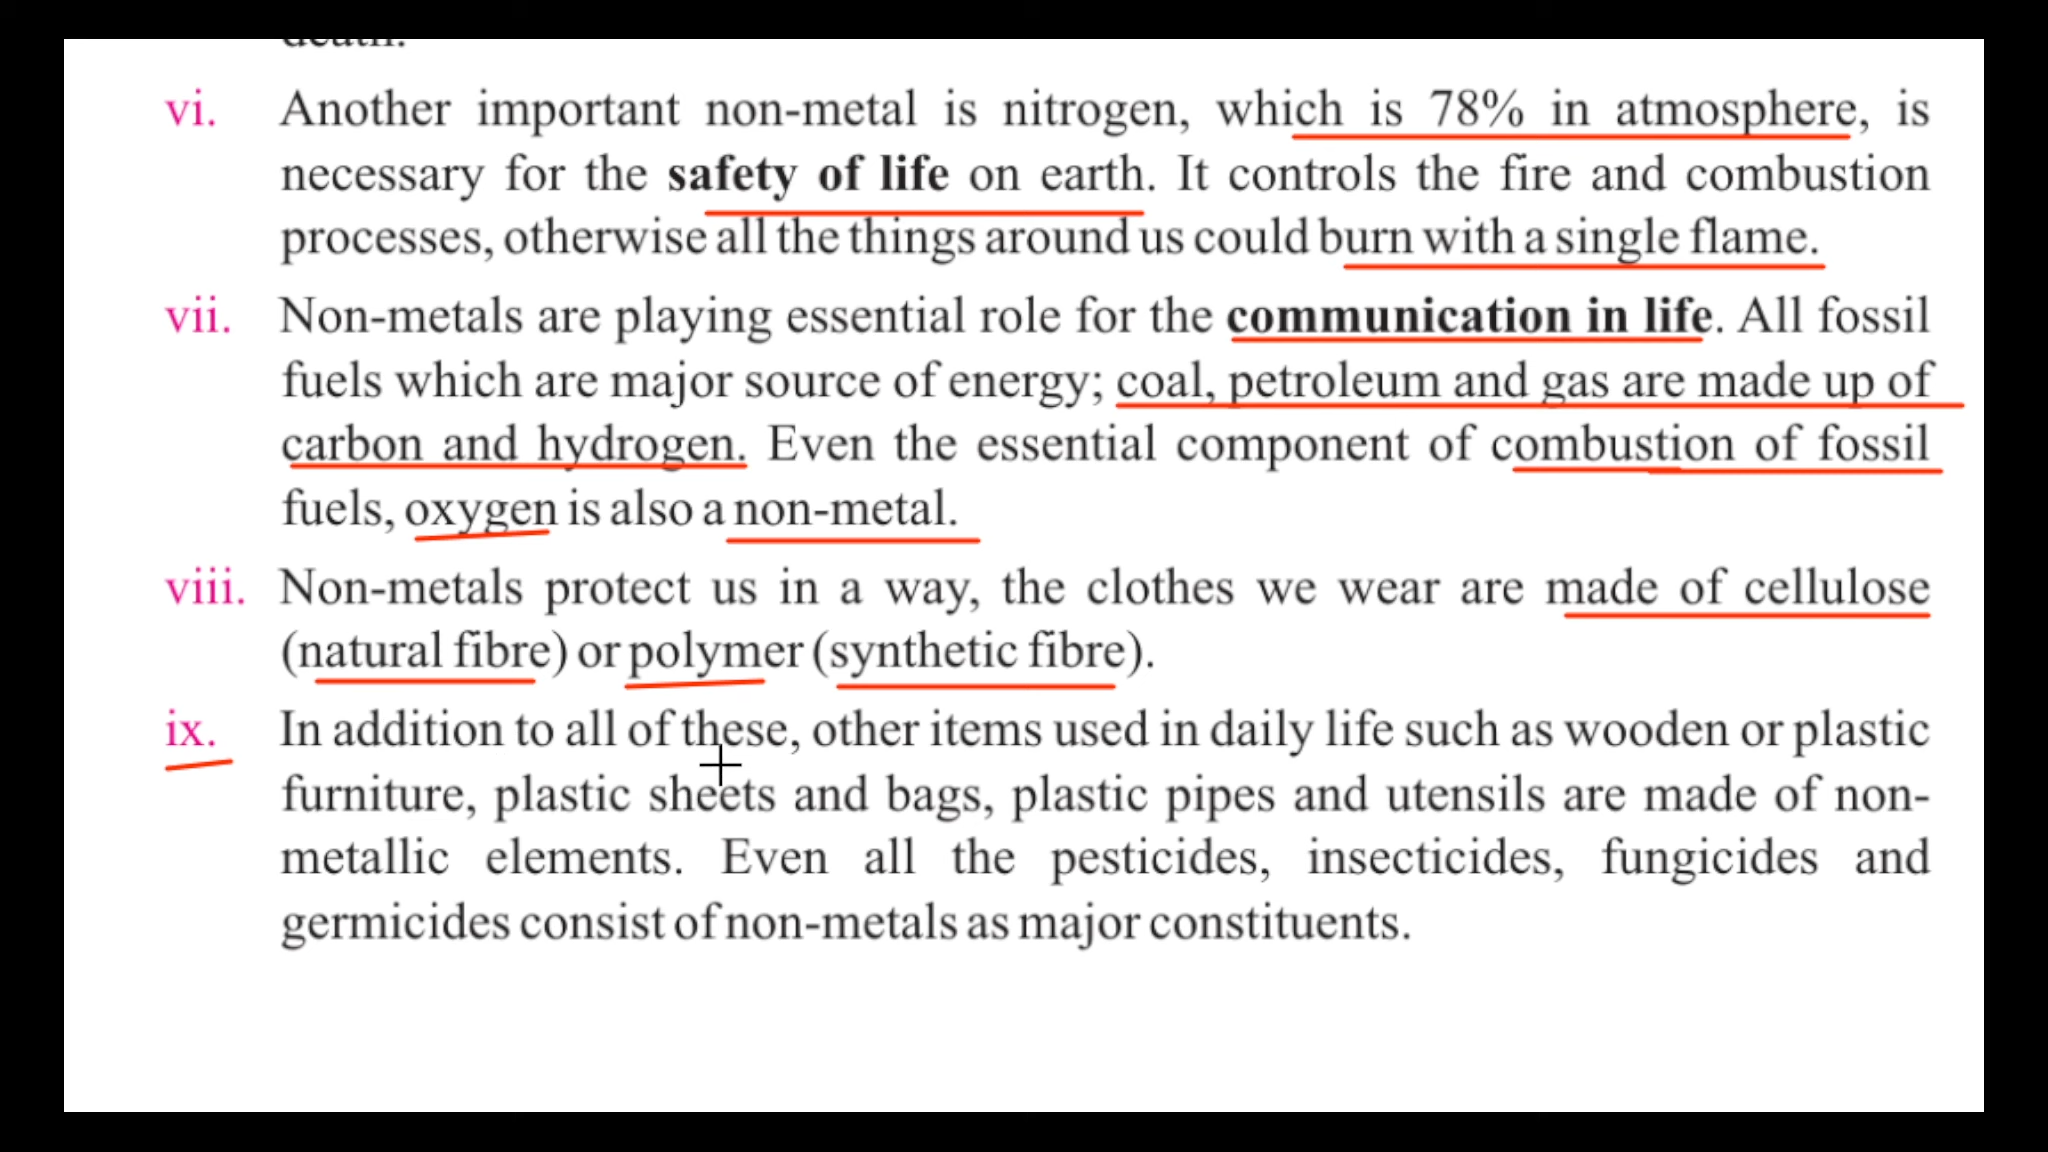 death.
vi. Another important non-metal is nitrogen, which is 78% in atmosphere, is
necessary for the safety of life on earth. It controls the fire and combustion
processes, otherwise all the things around us could burn with a single flame.
vii. Non-metals are playing essential role for the communication in life. All fossil
fuels which are major source of energy; coal, petroleum and gas are made up of
carbon and hydrogen. Even the essential component of combustion of fossil
fuels, oxygen is also a non-metal.
viii. Non-metals protect us in a way, the clothes we wear are made of cellulose
(natural fibre) or polymer (synthetic fibre).
ix. In addition to all of these, other items used in daily life such as wooden or plastic
furniture, plastic sheets and bags, plastic pipes and utensils are made of non-
metallic elements. Even all the pesticides, insecticides, fungicides and
germicides consist of non-metals as major constituents.